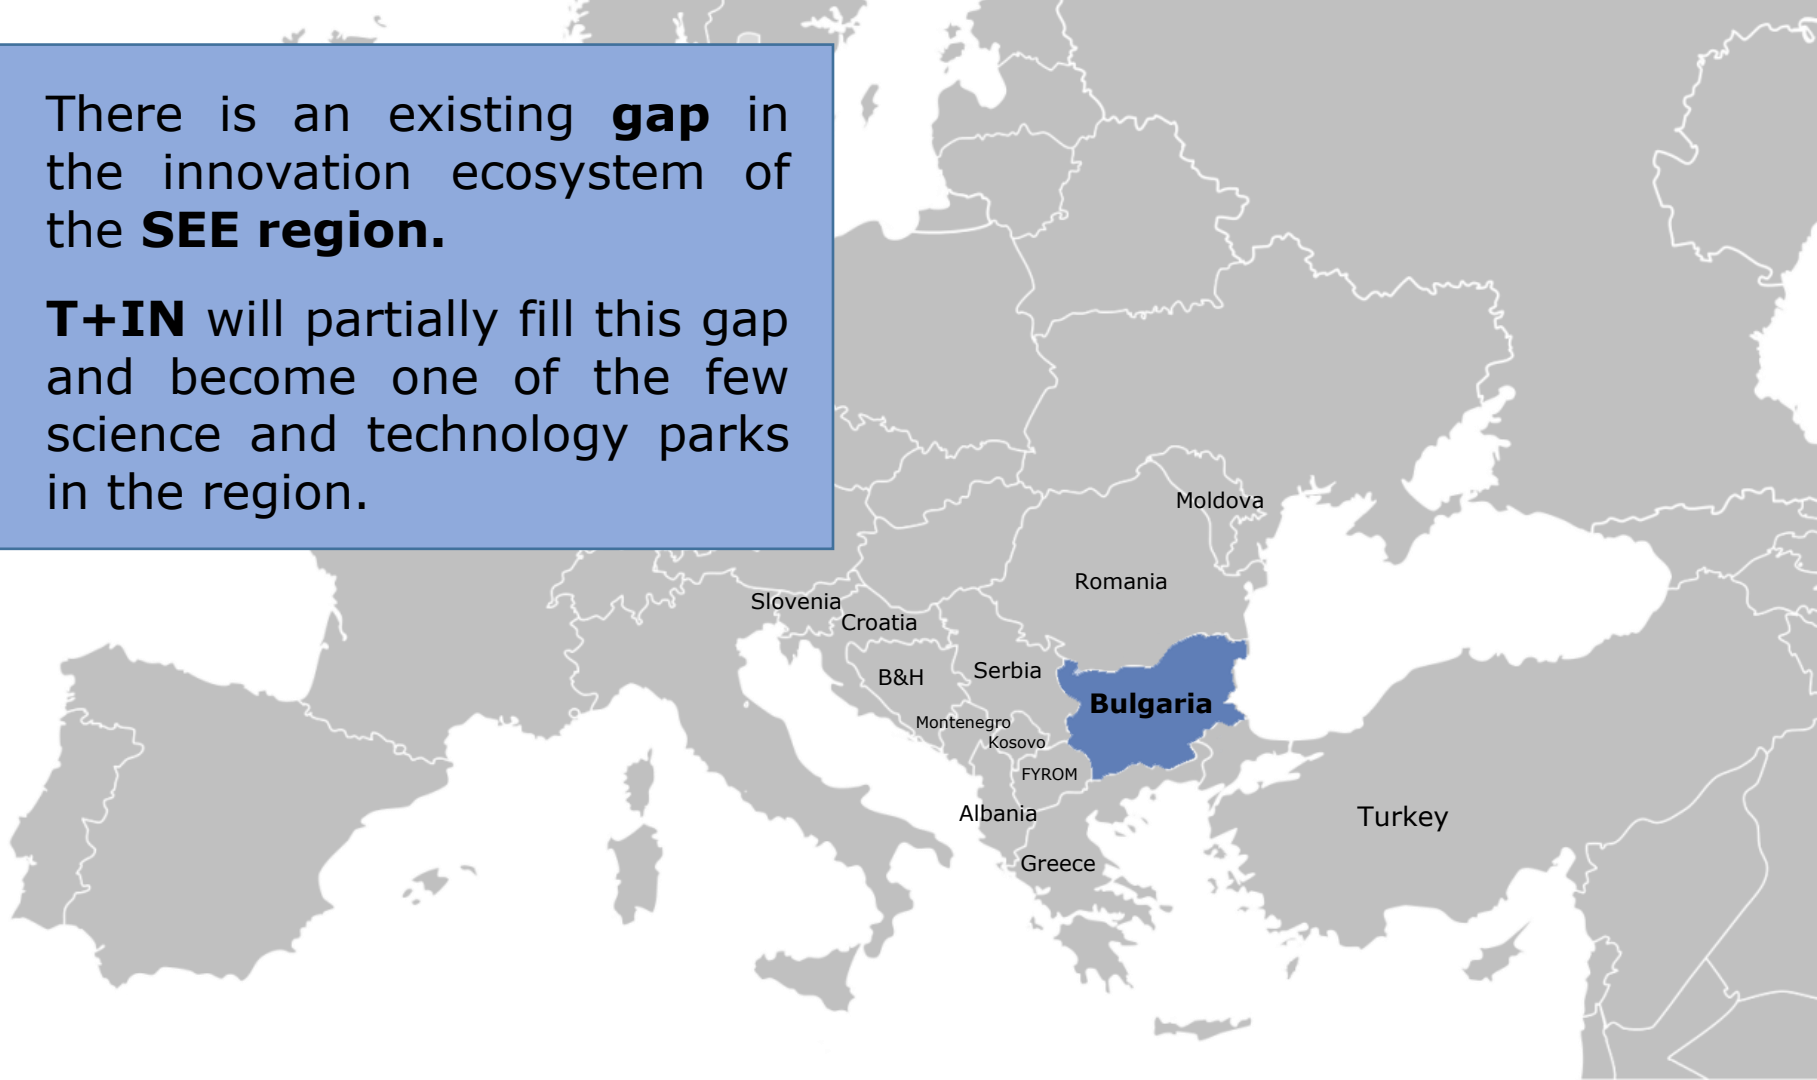 There is an existing gap in
the innovation ecosystem of
the SEE region.
T+IN will partially fill this gap
and become one of the few
science and technology parks
in the region.
Moldova
Romania
Slovenia
Croatia
B&H
Serbia
Bulgaria
Montenegro
Kosovo
FYROM
Albania
Turkey
Greece